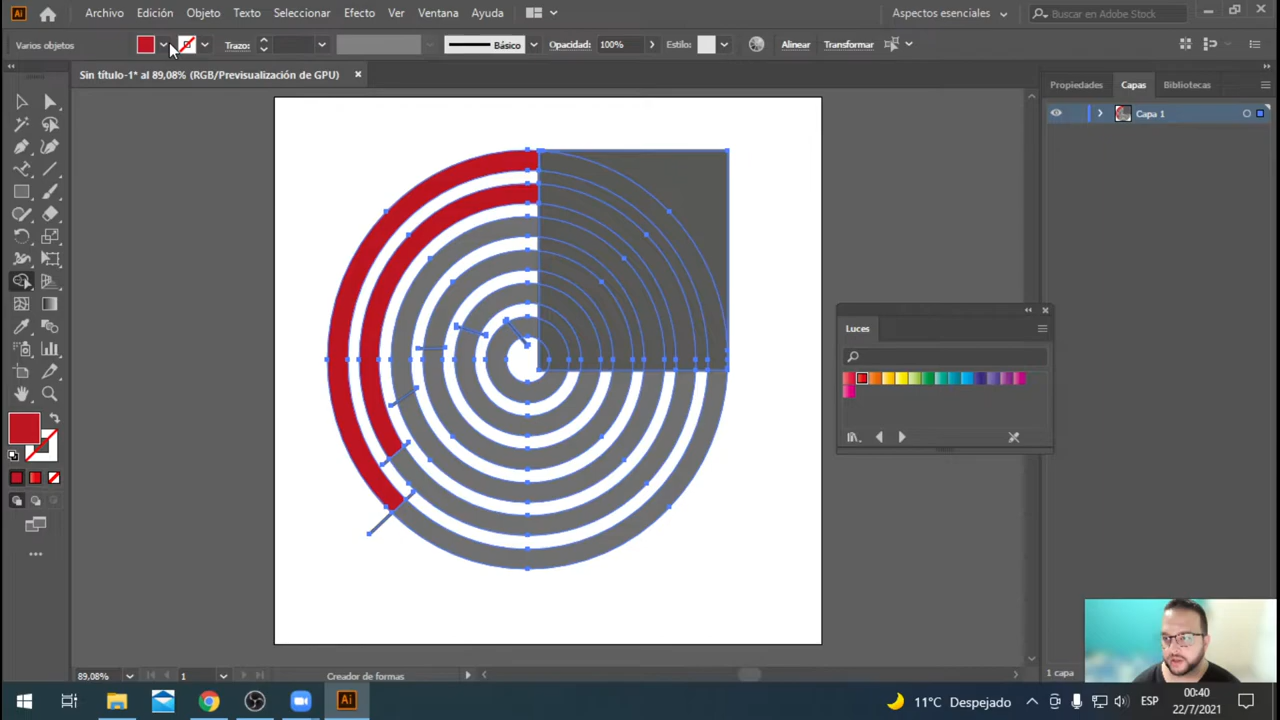 Ai
Archivo Edición Objeto Texto Seleccionar Efecto Ver Ventana Ayuda
Aspectos esenciales
Buscar en Adobe Stock
Varios objetos
Trazo:
Básico
Opacidad: 100%
Estilo:
Alinear
Transformar
Sin título-1* al 89,08% (RGB/Previsualización de GPU)
Propiedades Capas Bibliotecas
Capa 1
Luces
89,08%
1
Creador de formas
1 capa
Ai
11°C Despejado
ESP
00:40
22/7/2021